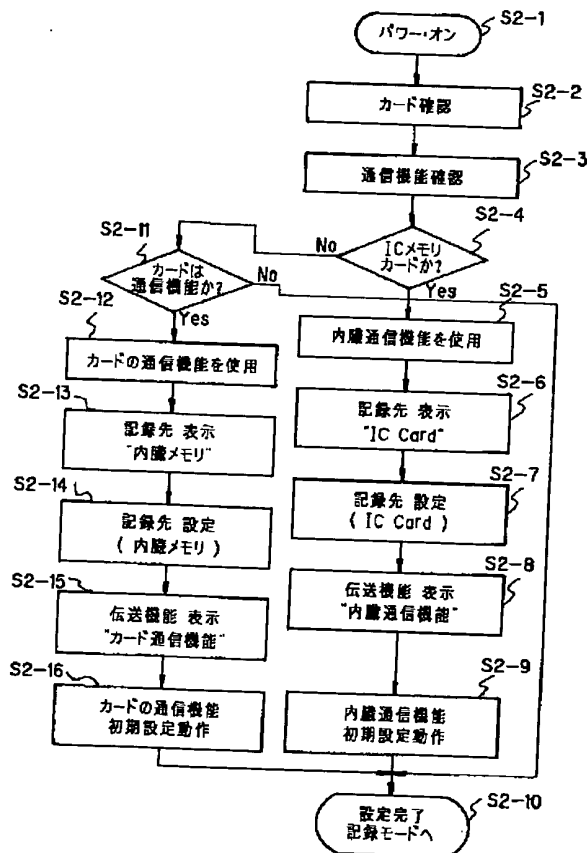 S2-1
パワー・オン
S2-2
カード確認
S2-3
通信機能確認
S2-4
ICメモリ
カードか?
No
Yes
S2-11
カードは
通信機能か?
No
Yes
S2-5
内臓通信機能を使用
S2-12
カードの通信機能を使用
S2-6
記録先 表示
"IC Card"
S2-13
記録先 表示
"内臓メモリ"
S2-7
記録先 設定
( IC Card )
S2-14
記録先 設定
( 内臓メモリ )
S2-8
伝送機能 表示
"内臓通信機能"
S2-15
伝送機能 表示
"カード通信機能"
S2-9
内臓通信機能
初期設定動作
S2-16
カードの通信機能
初期設定動作
S2-10
設定完了
記録モードへ